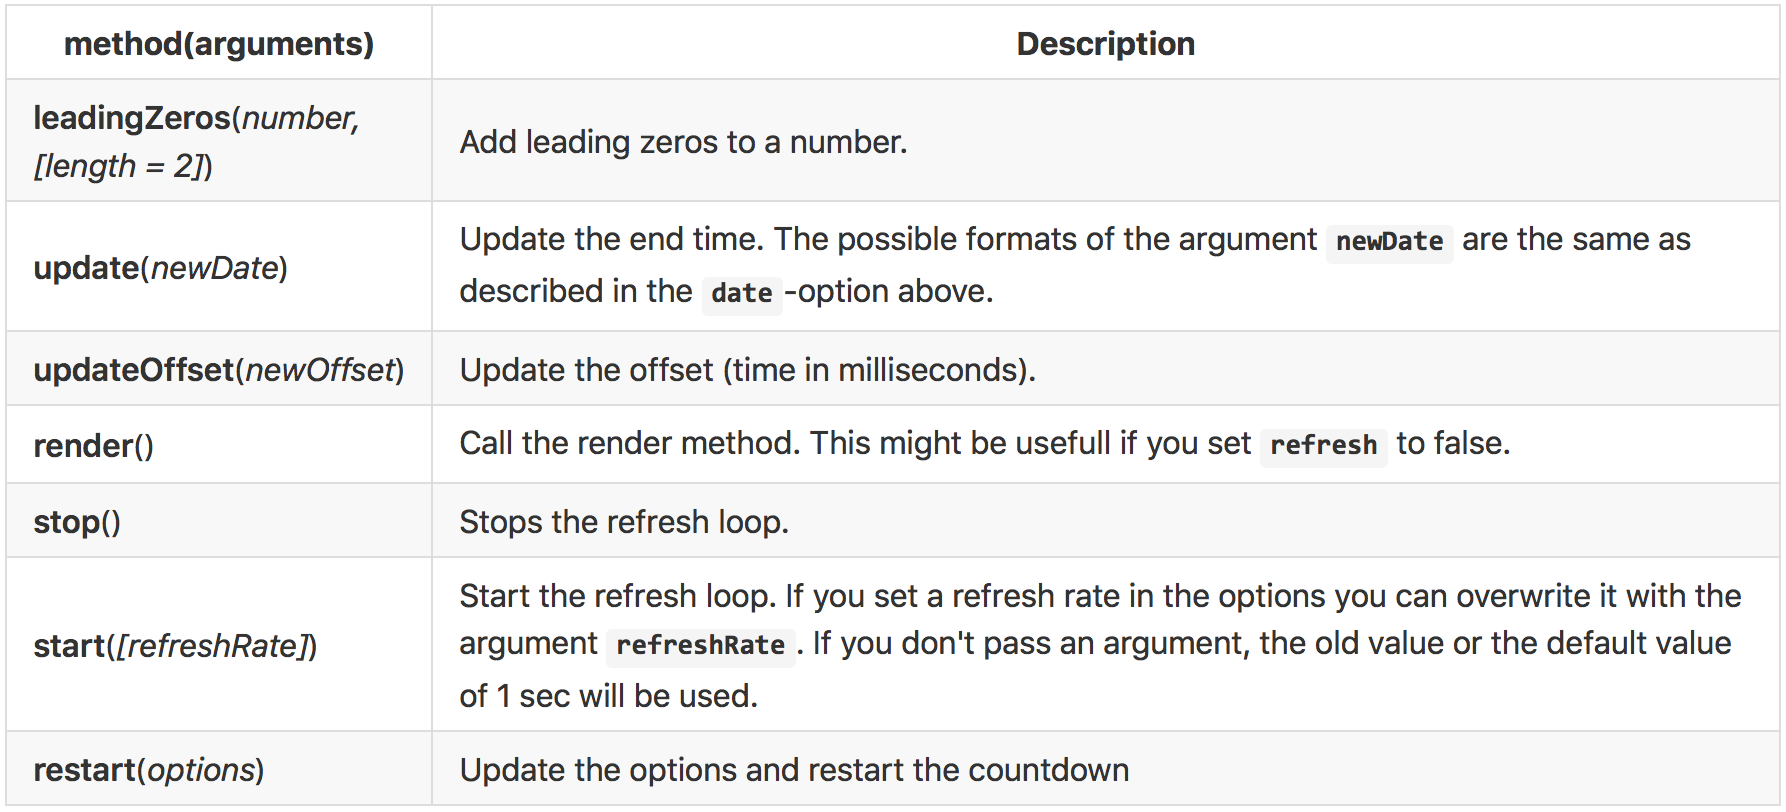 method(arguments)
Description
leadingZeros(number,
[length = 2])
Add leading zeros to a number.
update(newDate)
Update the end time. The possible formats of the argument newDate are the same as
described in the date -option above.
updateOffset(newOffset)
Update the offset (time in milliseconds).
render()
Call the render method. This might be usefull if you set refresh to false.
stop()
Stops the refresh loop.
start([refreshRate])
Start the refresh loop. If you set a refresh rate in the options you can overwrite it with the
argument refreshRate . If you don't pass an argument, the old value or the default value
of 1 sec will be used.
restart(options)
Update the options and restart the countdown